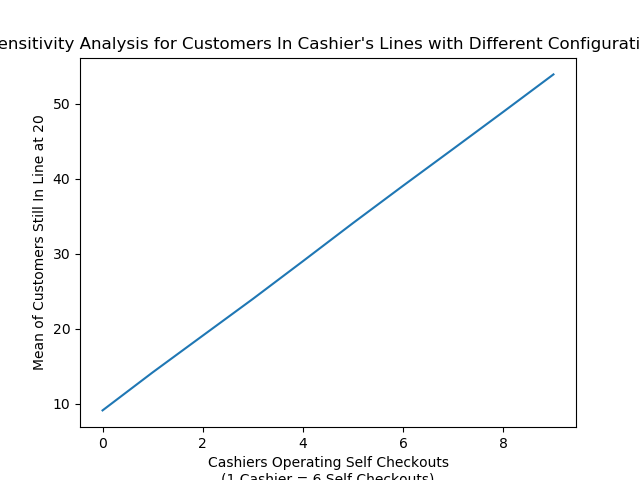 ensitivity Analysis for Customers In Cashier's Lines with Different Configurati
50
40
30
20
10
Mean of Customers Still In Line at 20
0 2 4 6 8
Cashiers Operating Self Checkouts
(1 Cashier = 6 Self Checkouts)